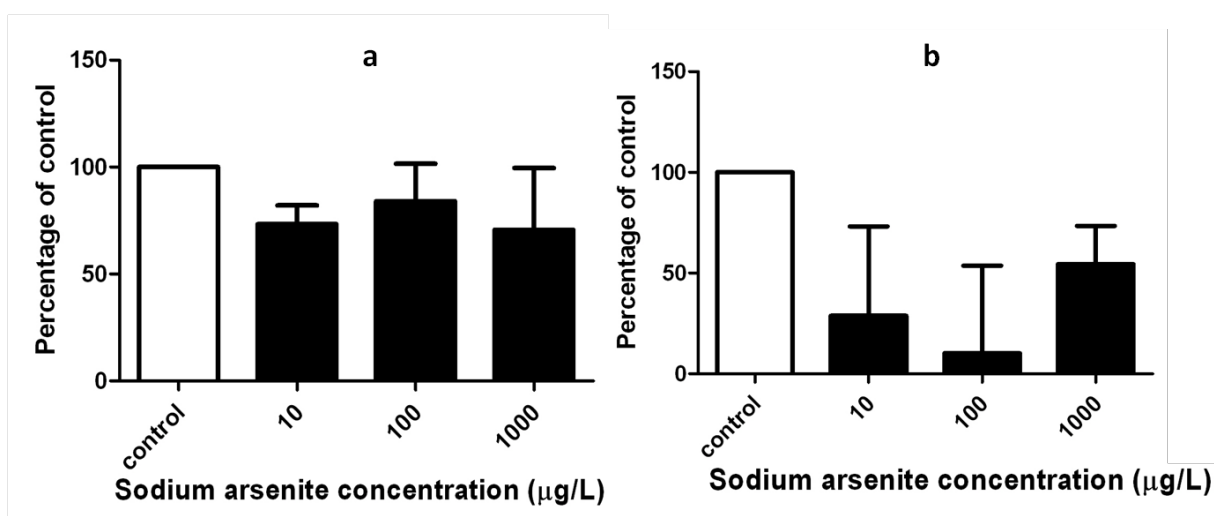 a
Percentage of control
150
100
50
0
control
10
100
1000
Sodium arsenite concentration (μg/L)
b
Percentage of control
150
100
50
0
control
10
100
1000
Sodium arsenite concentration (μg/L)